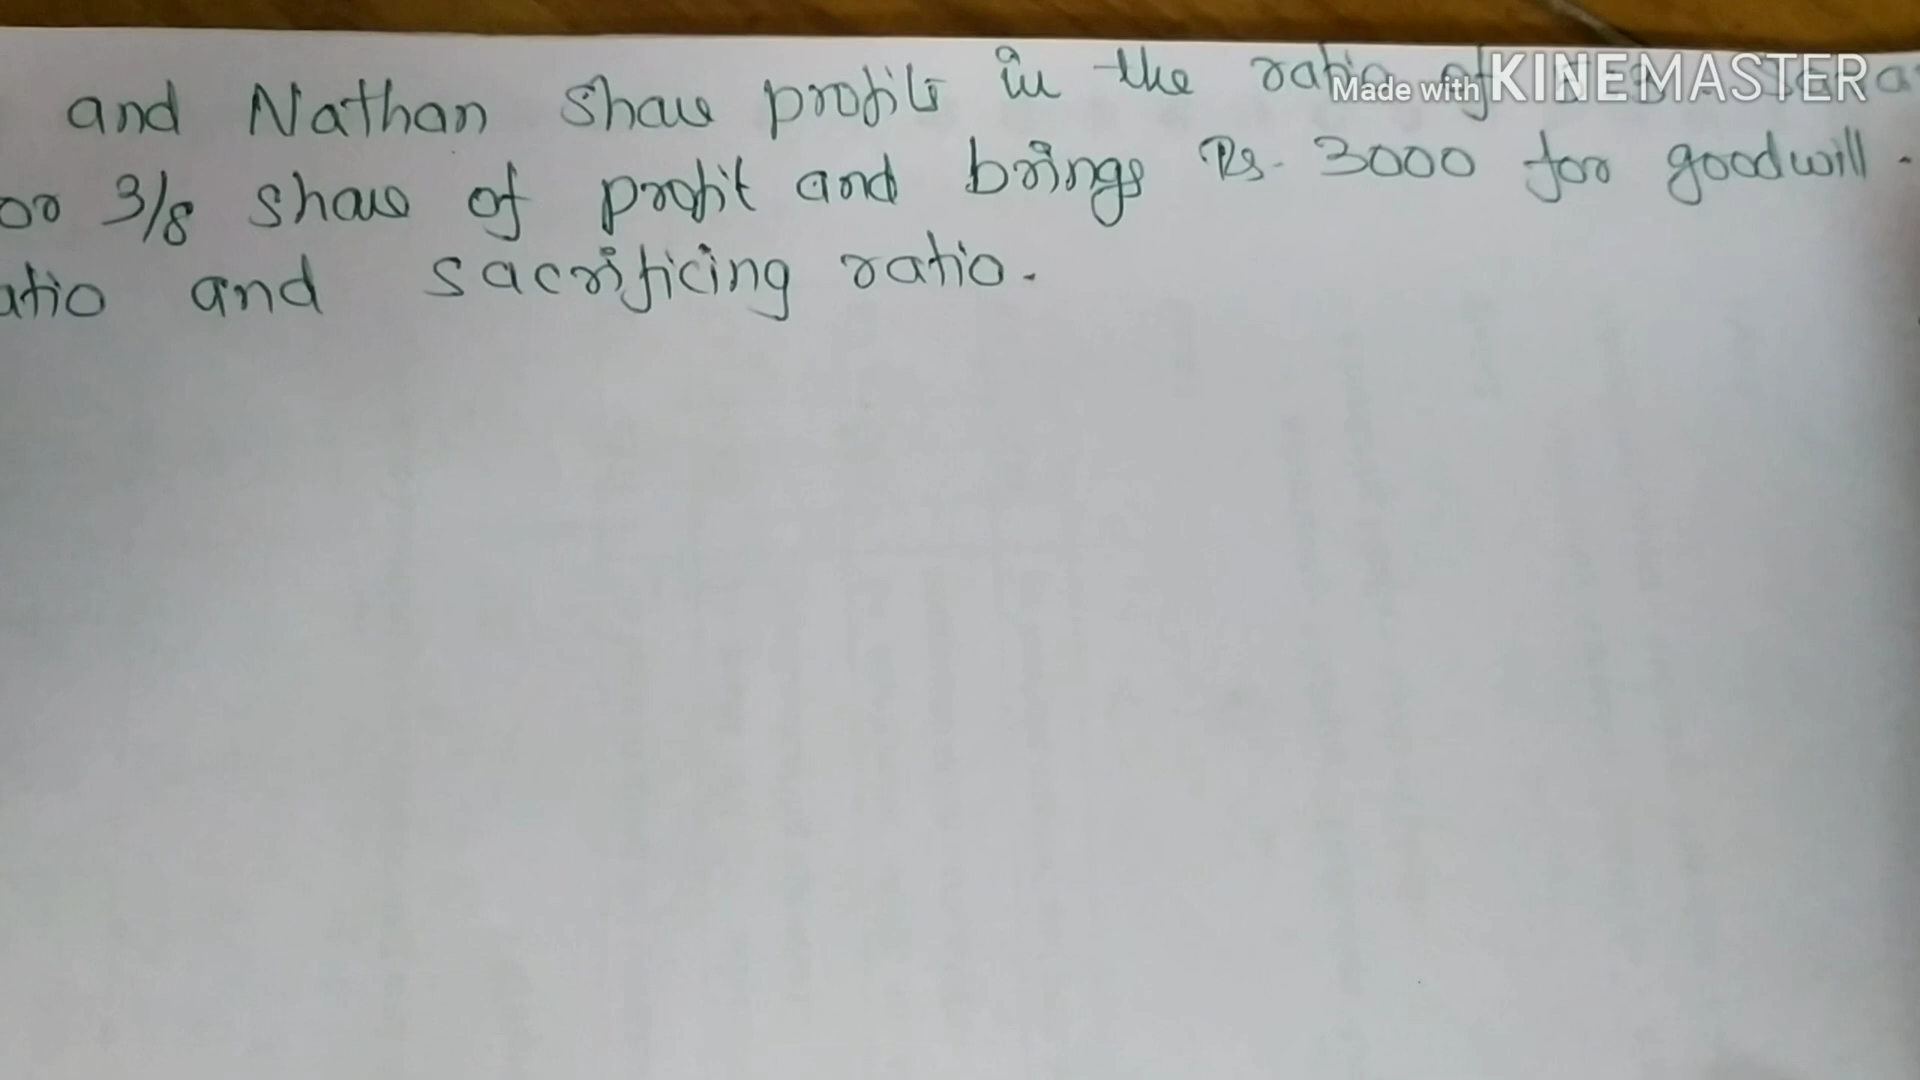 and Nathan share profits in the ratio of
Made with KINEMASTER
or 3/8 share of profit and brings Rs. 3000 for goodwill.
atio and sacrificing ratio.